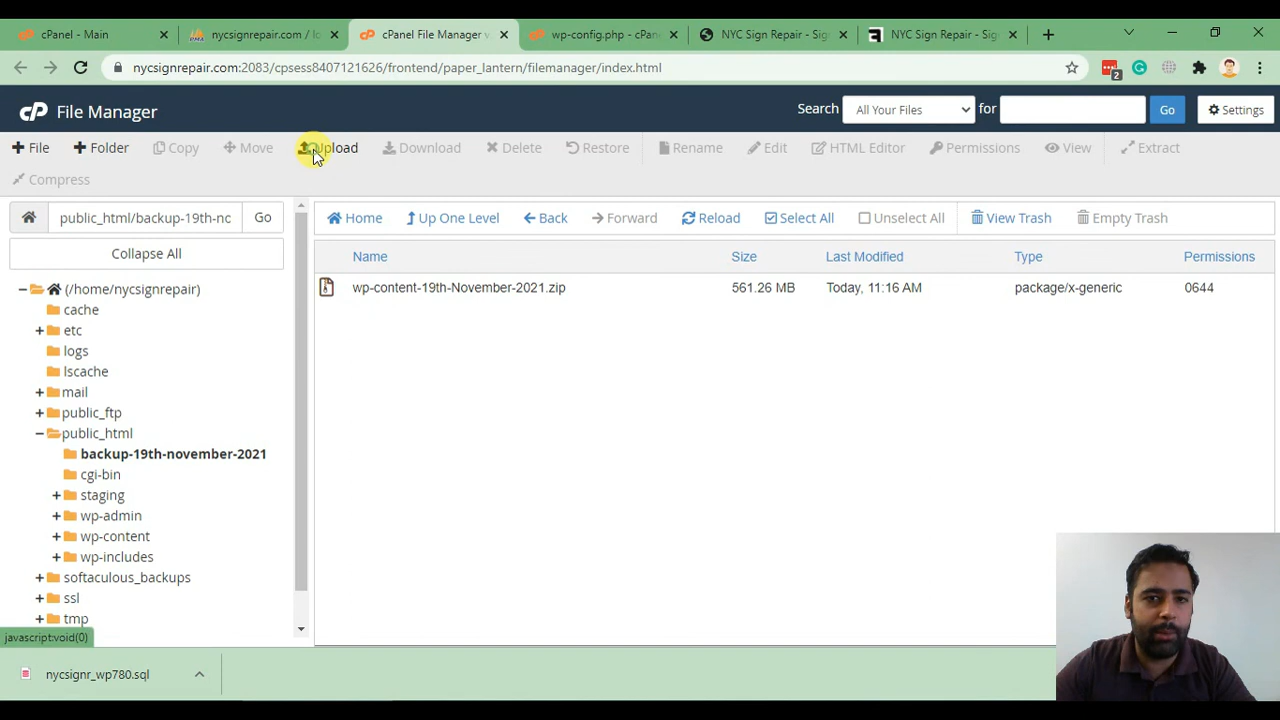 cPanel - Main
nycsignrepair.com / lo
cPanel File Manager v
wp-config.php - cPan
NYC Sign Repair - Sig
NYC Sign Repair - Sig
nycsignrepair.com:2083/cpsess8407121626/frontend/paper_lantern/filemanager/index.html
2
cP File Manager
Search All Your Files for Go Settings
File Folder Copy Move Upload Download Delete Restore Rename Edit HTML Editor Permissions View Extract
Compress
public_html/backup-19th-nc Go
Home Up One Level Back Forward Reload Select All Unselect All View Trash Empty Trash
Collapse All
Name Size Last Modified Type Permissions
wp-content-19th-November-2021.zip 561.26 MB Today, 11:16 AM package/x-generic 0644
(/home/nycsignrepair)
cache
etc
logs
lscache
mail
public_ftp
public_html
backup-19th-november-2021
cgi-bin
staging
wp-admin
wp-content
wp-includes
softaculous_backups
ssl
tmp
javascript:void(0)
nycsignr_wp780.sql